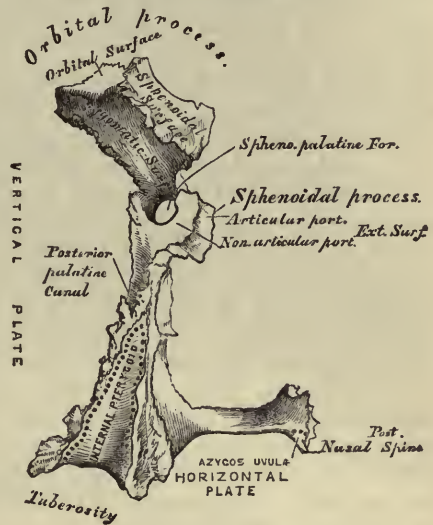 Orbital process.
Orbital Surface
Sphenoidal
Surface
Zygomatic Surf
Spheno.palatine For.
Sphenoidal process.
Articular port.
Non articular port.
Ext. Surf
VERTICAL PLATE
Posterior
palatine
Canal
INTERNAL PTERYGOID
Post.
Nasal Spine
AZYGOS UVULÆ
HORIZONTAL
PLATE
Tuberosity